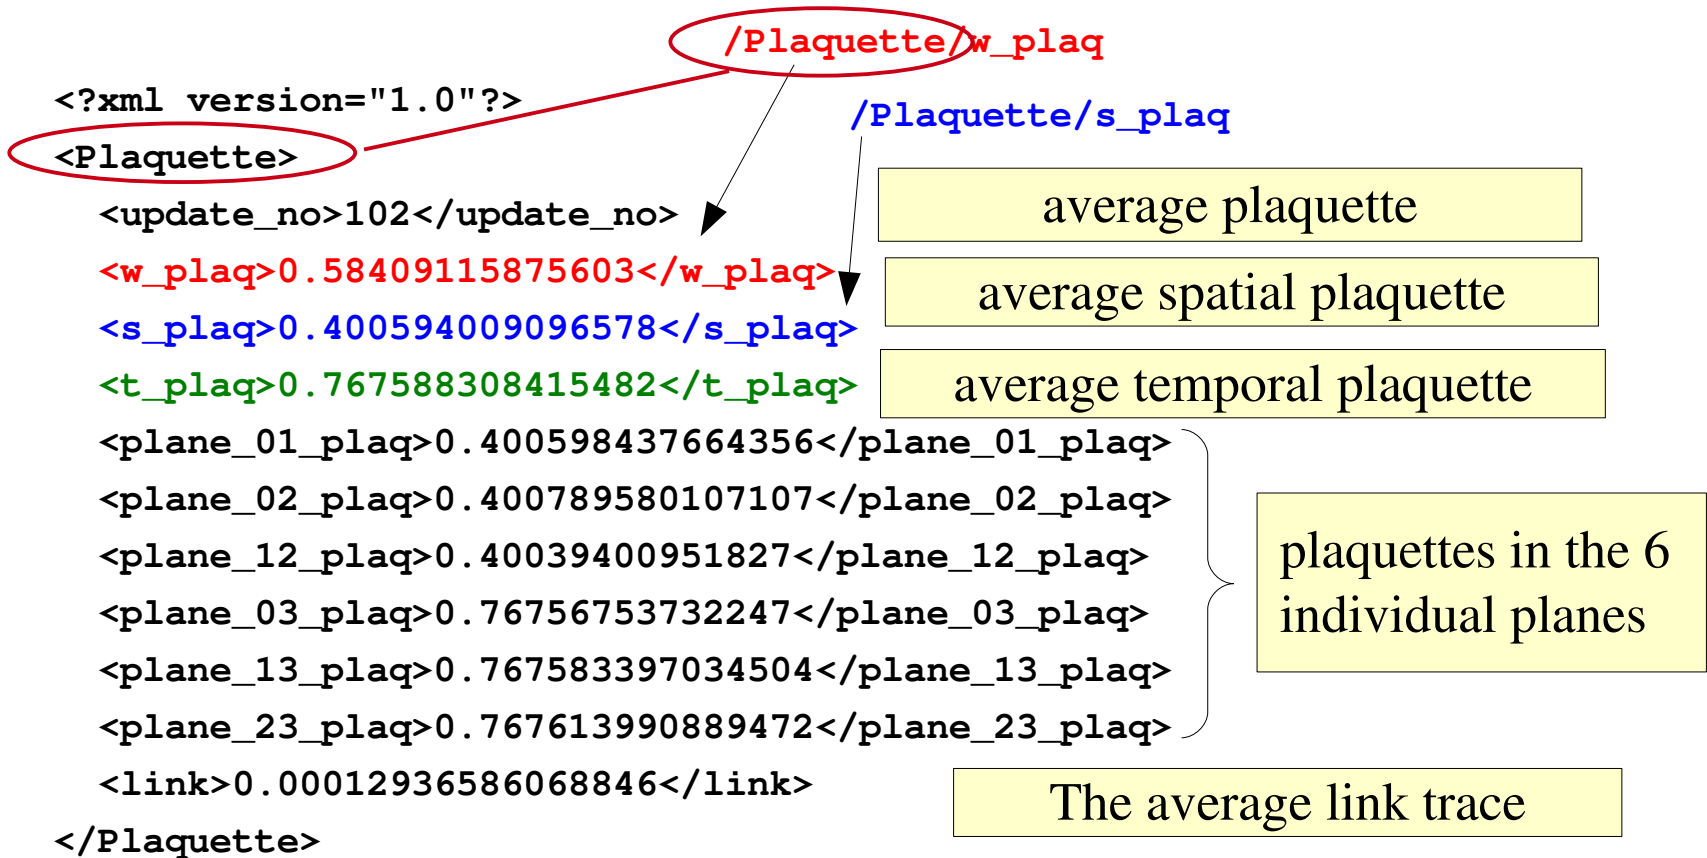 /Plaquette/w_plaq
<?xml version="1.0"?>
/Plaquette/s_plaq
<Plaquette>
<update_no>102</update_no>
average plaquette
<w_plaq>0.58409115875603</w_plaq>
average spatial plaquette
<s_plaq>0.400594009096578</s_plaq>
<t_plaq>0.767588308415482</t_plaq>
average temporal plaquette
<plane_01_plaq>0.400598437664356</plane_01_plaq>
<plane_02_plaq>0.400789580107107</plane_02_plaq>
<plane_12_plaq>0.40039400951827</plane_12_plaq>
<plane_03_plaq>0.76756753732247</plane_03_plaq>
<plane_13_plaq>0.767583397034504</plane_13_plaq>
<plane_23_plaq>0.767613990889472</plane_23_plaq>
plaquettes in the 6
individual planes
<link>0.00012936586068846</link>
The average link trace
</Plaquette>